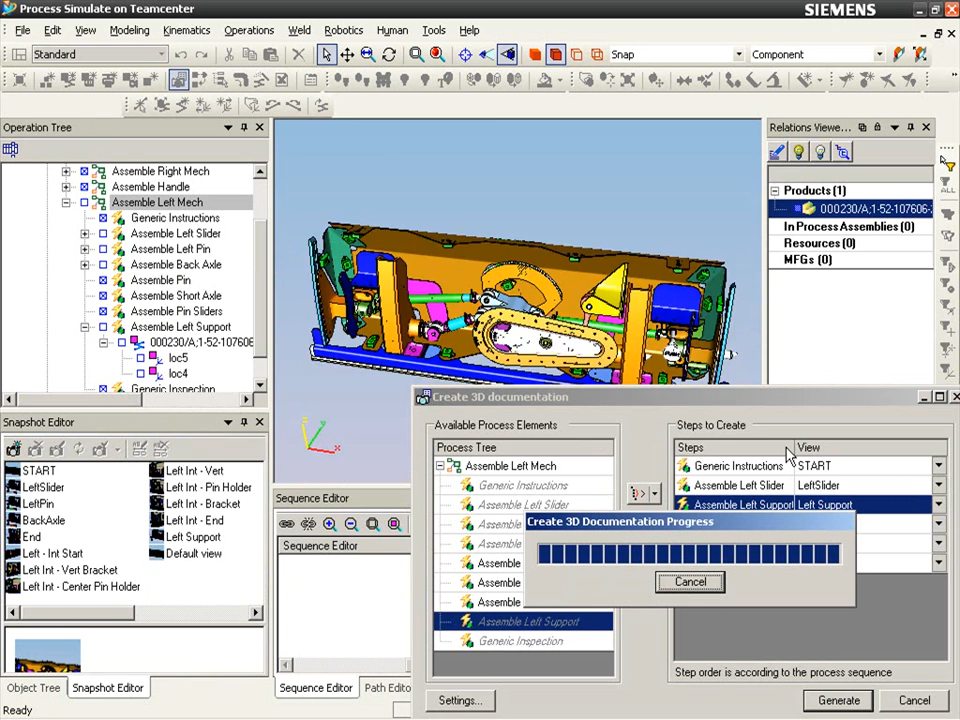 Process Simulate on Teamcenter
SIEMENS
File Edit View Modeling Kinematics Operations Weld Robotics Human Tools Help
Standard
Snap
Component
Operation Tree
Assemble Right Mech
Assemble Handle
Assemble Left Mech
Generic Instructions
Assemble Left Slider
Assemble Left Pin
Assemble Back Axle
Assemble Pin
Assemble Short Axle
Assemble Pin Sliders
Assemble Left Support
000230/A;1-52-107606
loc5
loc4
Generic Inspection
Snapshot Editor
START
LeftSlider
LeftPin
BackAxle
End
Left - Int Start
Left Int - Vert Bracket
Left Int - Center Pin Holder
Left Int - Vert
Left Int - Pin Holder
Left Int - Bracket
Left Int - End
Left Support
Default view
Object Tree
Snapshot Editor
Ready
Sequence Editor
Sequence Editor
Sequence Editor
Path Edito
Relations Viewe...
ALL
Products (1)
000230/A;1-52-107606-
In Process Assemblies (0)
Resources (0)
MFGs (0)
Create 3D documentation
Available Process Elements
Process Tree
Assemble Left Mech
Generic Instructions
Assemble Left Slider
Assemble
Assemble
Assemble
Assemble
Assemble
Assemble Left Support
Generic Inspection
Steps to Create
Steps View
Generic Instructions START
Assemble Left Slider LeftSlider
Assemble Left Support Left Support
Create 3D Documentation Progress
Cancel
Step order is according to the process sequence
Settings...
Generate
Cancel